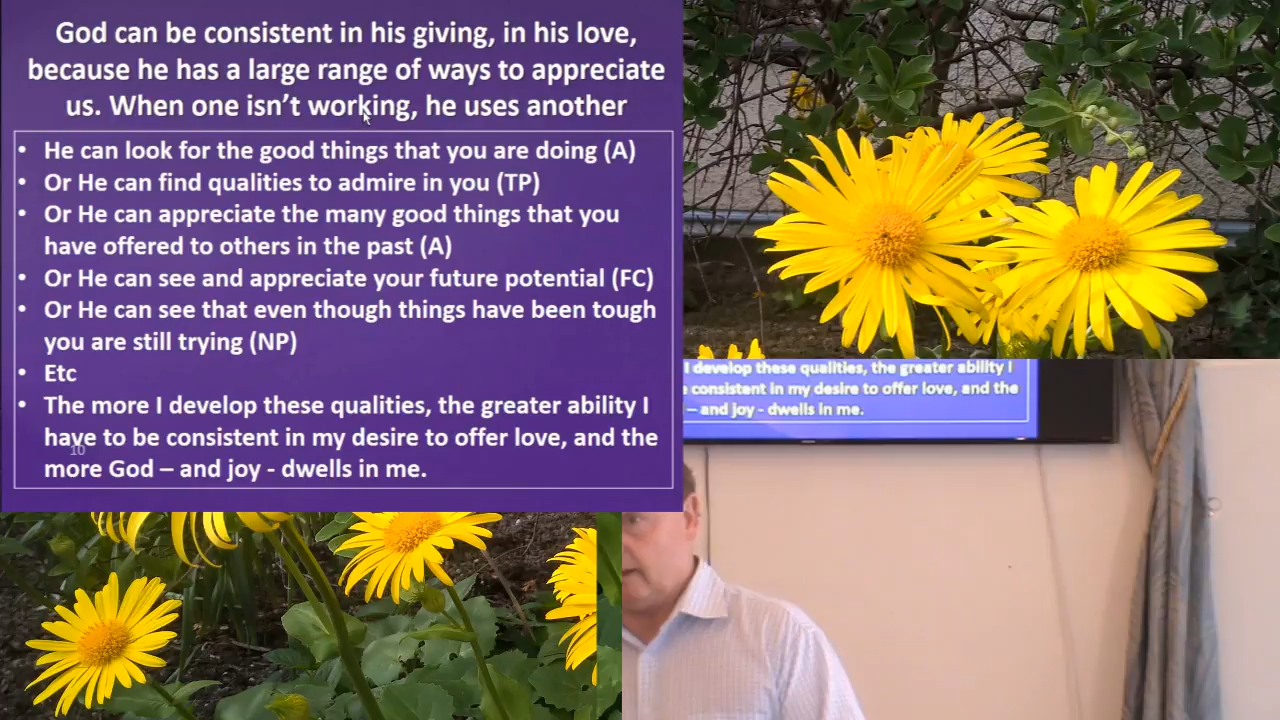 God can be consistent in his giving, in his love,
because he has a large range of ways to appreciate
us. When one isn’t working, he uses another
• He can look for the good things that you are doing (A)
• Or He can find qualities to admire in you (TP)
• Or He can appreciate the many good things that you
have offered to others in the past (A)
• Or He can see and appreciate your future potential (FC)
• Or He can see that even though things have been tough
you are still trying (NP)
• Etc
• The more I develop these qualities, the greater ability I
have to be consistent in my desire to offer love, and the
10
more God – and joy - dwells in me.
I develop these qualities, the greater ability I
consistent in my desire to offer love, and the
– and joy - dwells in me.